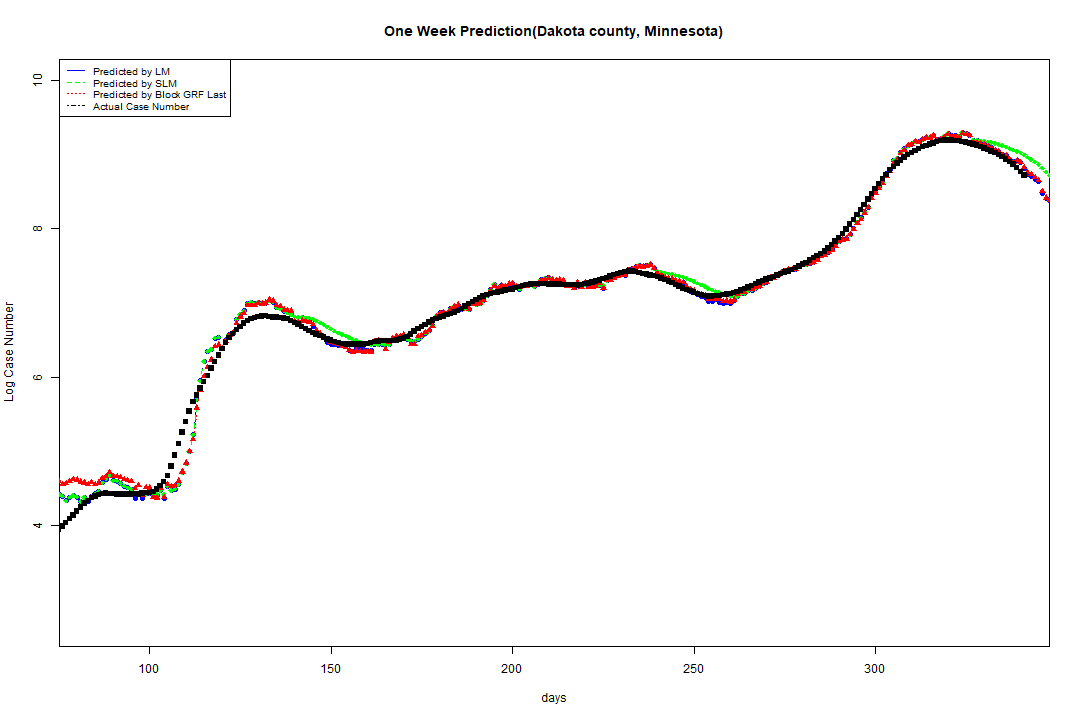 One Week Prediction(Dakota county, Minnesota)
Predicted by LM
Predicted by SLM
Predicted by Block GRF Last
Actual Case Number
10
8
6
4
Log Case Number
100 150 200 250 300
days